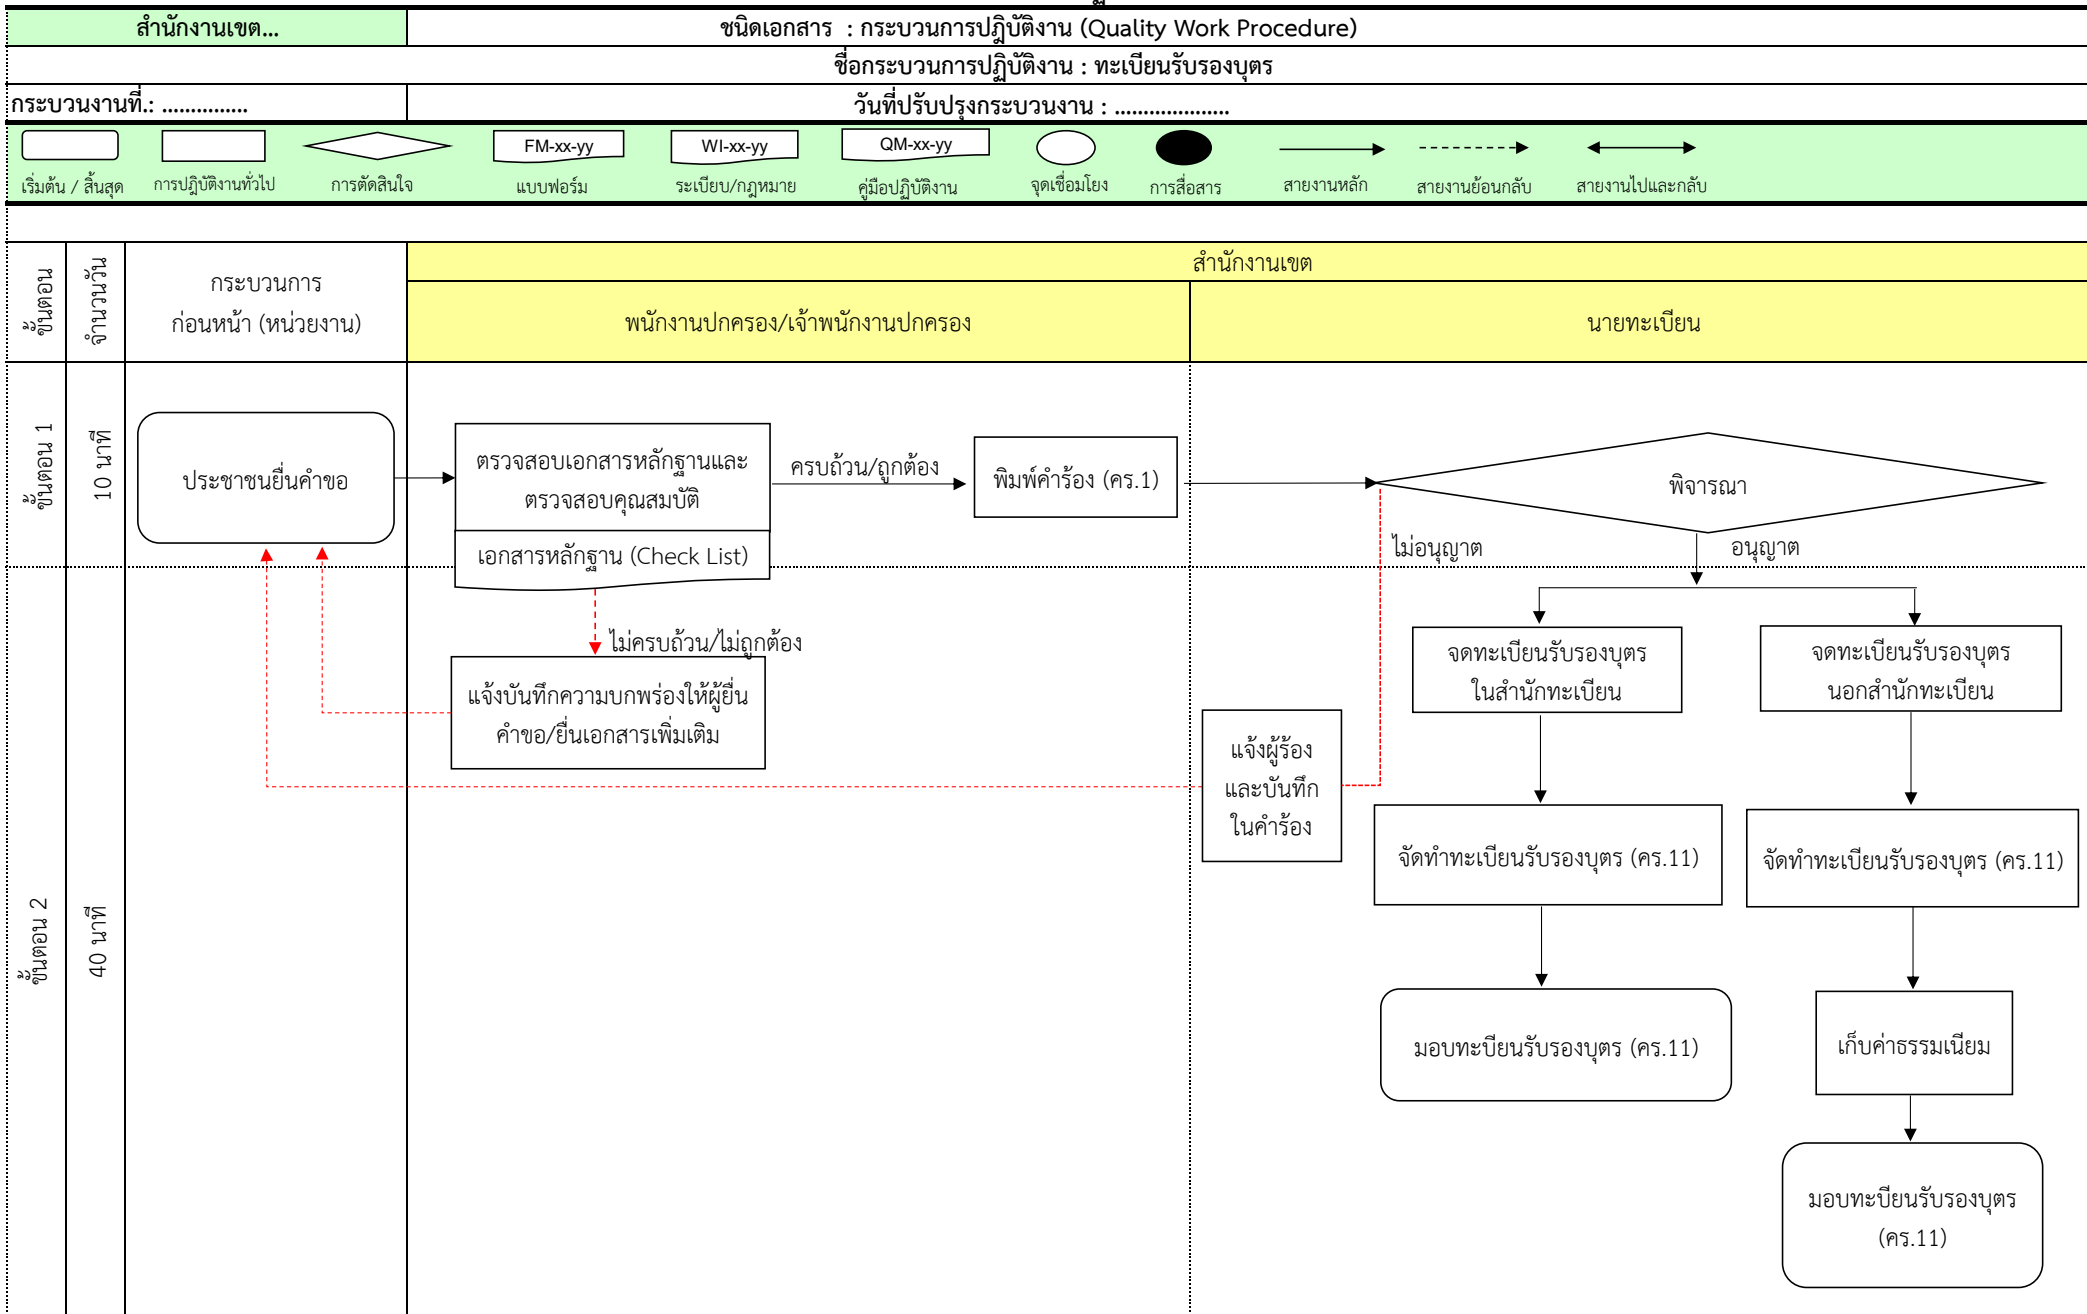 สำนักงานเขต...
ชนิดเอกสาร : กระบวนการปฎิบัติงาน (Quality Work Procedure)
ชื่อกระบวนการปฏิบัติงาน : ทะเบียนรับรองบุตร
กระบวนงานที่.: ...............
วันที่ปรับปรุงกระบวนงาน : ....................
FM-xx-yy
WI-xx-yy
QM-xx-yy
เริ่มต้น / สิ้นสุด
การปฏิบัติงานทั่วไป
การตัดสินใจ
แบบฟอร์ม
ระเบียบ/กฎหมาย
คู่มือปฏิบัติงาน
จุดเชื่อมโยง
การสื่อสาร
สายงานหลัก
สายงานย้อนกลับ
สายงานไปและกลับ
ขั้นตอน
จำนวนวัน
กระบวนการ
ก่อนหน้า (หน่วยงาน)
สำนักงานเขต
พนักงานปกครอง/เจ้าพนักงานปกครอง
นายทะเบียน
ขั้นตอน 1
10 นาที
ประชาชนยื่นคำขอ
ตรวจสอบเอกสารหลักฐานและ
ตรวจสอบคุณสมบัติ
เอกสารหลักฐาน (Check List)
ครบถ้วน/ถูกต้อง
พิมพ์คำร้อง (คร.1)
พิจารณา
ไม่อนุญาต
อนุญาต
ขั้นตอน 2
40 นาที
ไม่ครบถ้วน/ไม่ถูกต้อง
แจ้งบันทึกความบกพร่องให้ผู้ยื่น
คำขอ/ยื่นเอกสารเพิ่มเติม
แจ้งผู้ร้อง
และบันทึก
ในคำร้อง
จดทะเบียนรับรองบุตร
ในสำนักทะเบียน
จดทะเบียนรับรองบุตร
นอกสำนักทะเบียน
จัดทำทะเบียนรับรองบุตร (คร.11)
จัดทำทะเบียนรับรองบุตร (คร.11)
มอบทะบียนรับรองบุตร (คร.11)
เก็บค่าธรรมเนียม
มอบทะบียนรับรองบุตร
(คร.11)